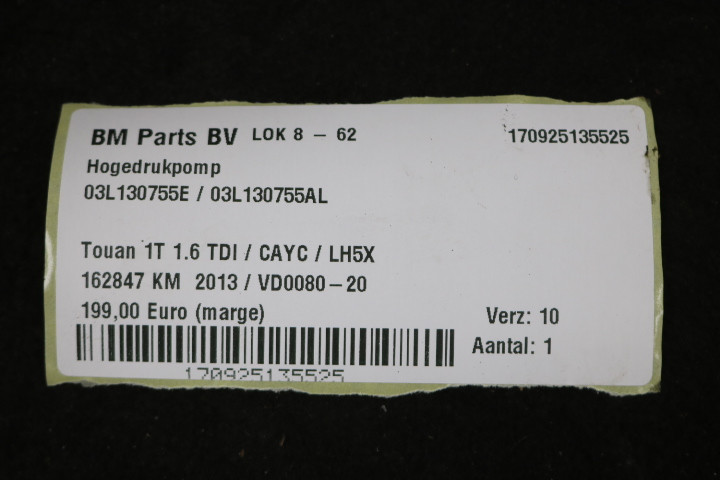 BM Parts BV LOK 8 - 62 170925135525
Hogedrukpomp
03L130755E / 03L130755AL
Touan 1T 1.6 TDI / CAYC / LH5X
162847 KM 2013 / VD0080-20
199,00 Euro (marge) Verz: 10
Aantal: 1
170925135525